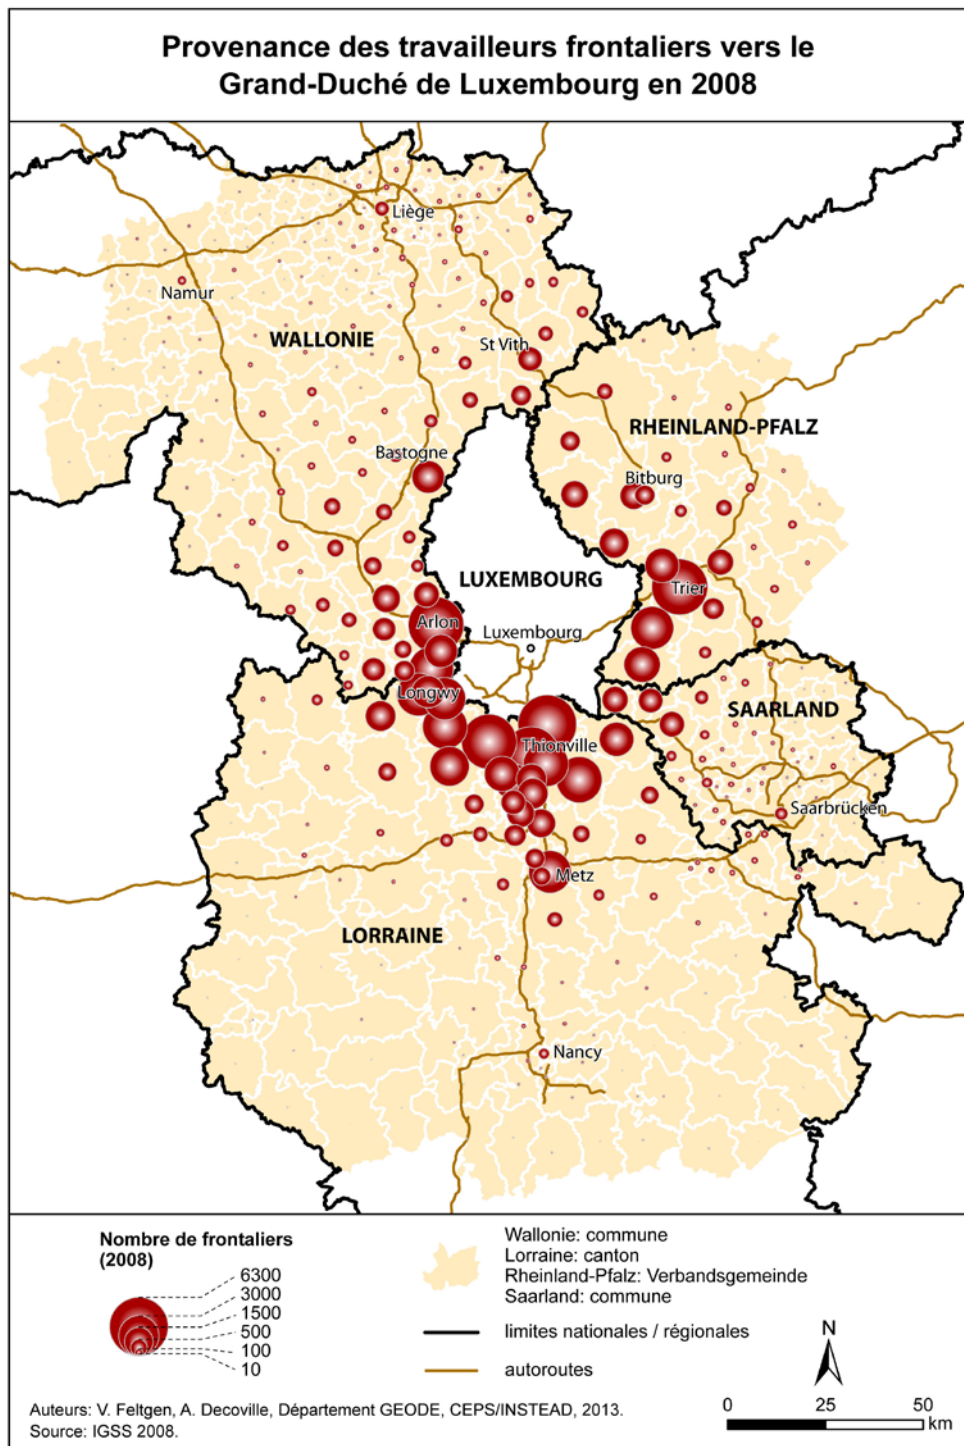 Provenance des travailleurs frontaliers vers le
Grand-Duché de Luxembourg en 2008
Liège
Namur
WALLONIE
St Vith
RHEINLAND-PFALZ
Bastogne
Bitburg
LUXEMBOURG
Trier
Arlon
Luxembourg
Longwy
SAARLAND
Thionville
Saarbrücken
Metz
LORRAINE
Nancy
Nombre de frontaliers
(2008)
6300
3000
1500
500
100
10
Wallonie: commune
Lorraine: canton
Rheinland-Pfalz: Verbandsgemeinde
Saarland: commune
limites nationales / régionales
autoroutes
N
0 25 50
km
Auteurs: V. Feltgen, A. Decoville, Département GEODE, CEPS/INSTEAD, 2013.
Source: IGSS 2008.